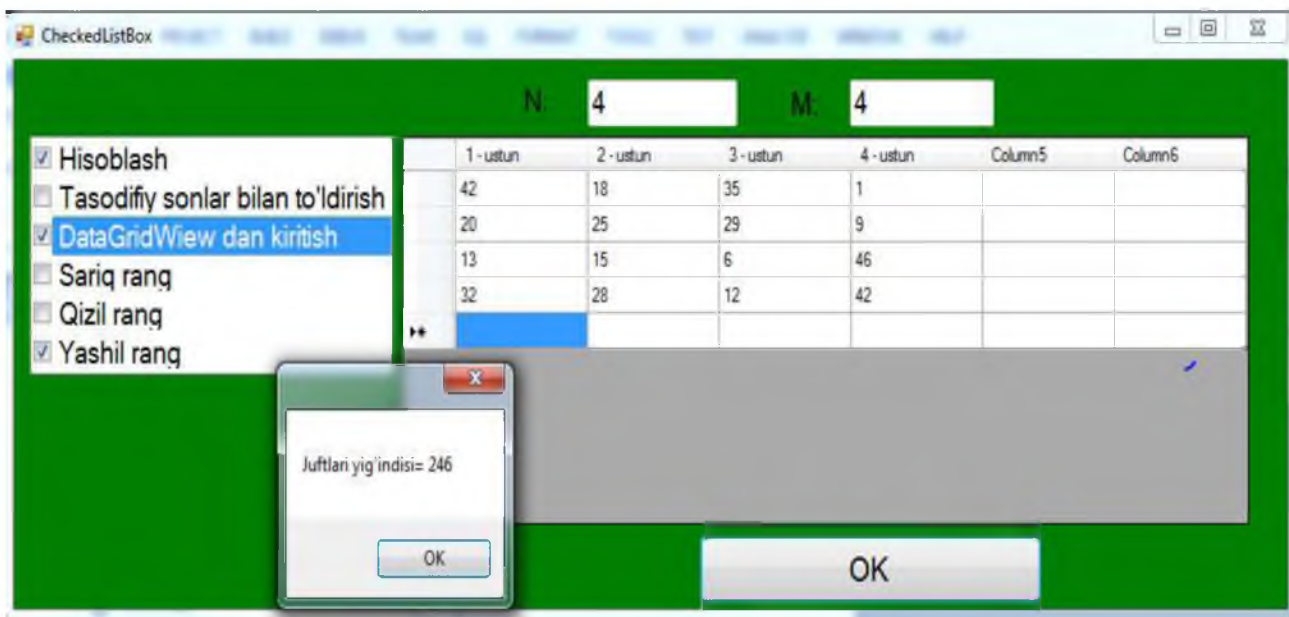 CheckedListBox
N: 4 M: 4
Hisoblash
Tasodifiy sonlar bilan to'ldirish
DataGridWiew dan kiritish
Sariq rang
Qizil rang
Yashil rang
1 - ustun 2 - ustun 3 - ustun 4 - ustun Column5 Column6
42 18 35 1
20 25 29 9
13 15 6 46
32 28 12 42
Juftlari yig'indisi= 246
OK
OK